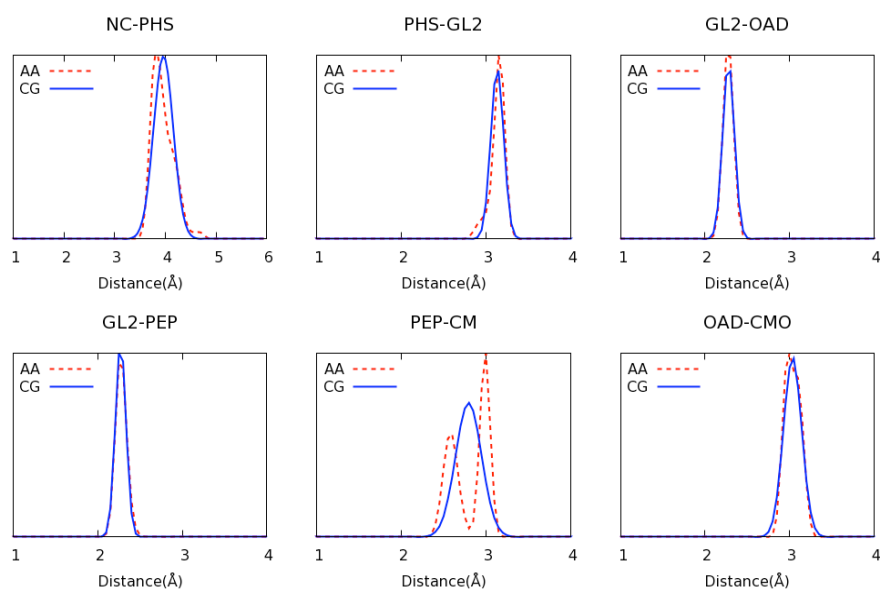 NC-PHS
AA
CG
1 2 3 4 5 6
Distance(Å)
PHS-GL2
AA
CG
1 2 3 4
Distance(Å)
GL2-OAD
AA
CG
1 2 3 4
Distance(Å)
GL2-PEP
AA
CG
1 2 3 4
Distance(Å)
PEP-CM
AA
CG
1 2 3 4
Distance(Å)
OAD-CMO
AA
CG
1 2 3 4
Distance(Å)